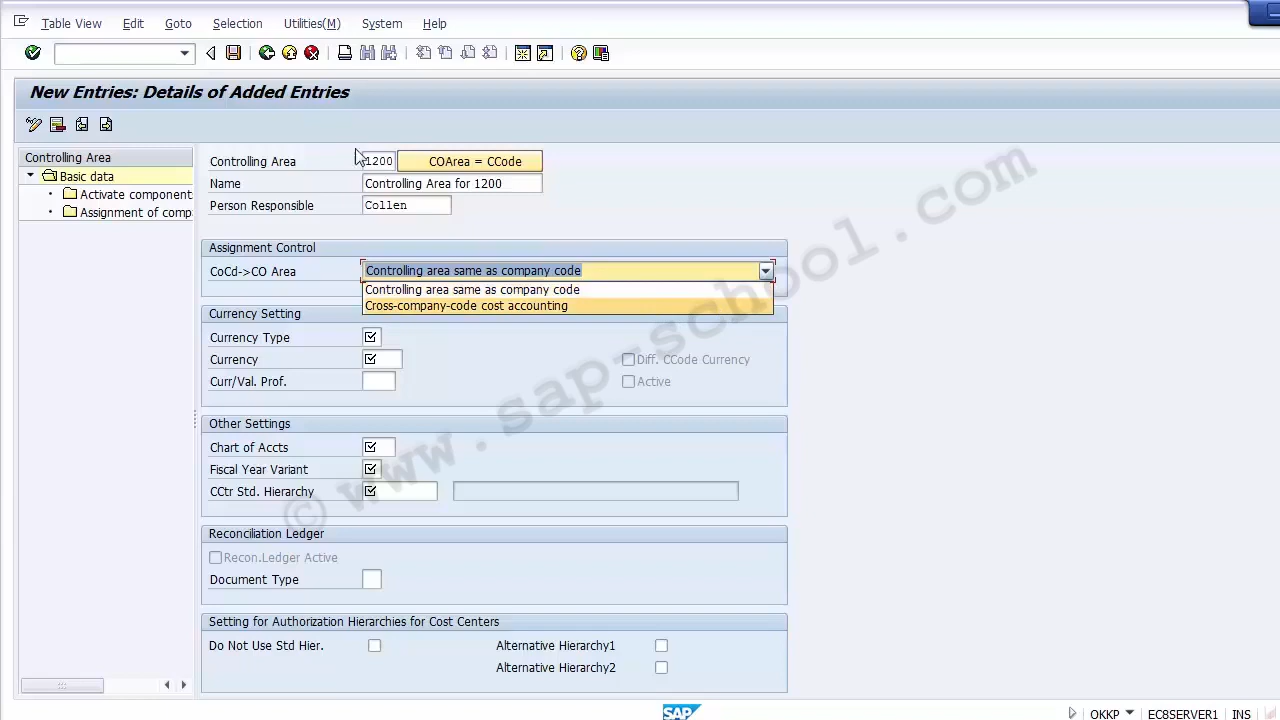 Table View Edit Goto Selection Utilities(M) System Help
New Entries: Details of Added Entries
Controlling Area
Basic data
Activate component
Assignment of comp
Controlling Area 1200 COArea = CCode
Name Controlling Area for 1200
Person Responsible Collen
Assignment Control
CoCd->CO Area Controlling area same as company code
Controlling area same as company code
Cross-company-code cost accounting
Currency Setting
Currency Type
Currency Diff. CCode Currency
Curr/Val. Prof. Active
Other Settings
Chart of Accts
Fiscal Year Variant
CCtr Std. Hierarchy
Reconciliation Ledger
Recon.Ledger Active
Document Type
Setting for Authorization Hierarchies for Cost Centers
Do Not Use Std Hier. Alternative Hierarchy1
Alternative Hierarchy2
© www.sap-school.com
SAP OKKP EC8SERVER1 INS